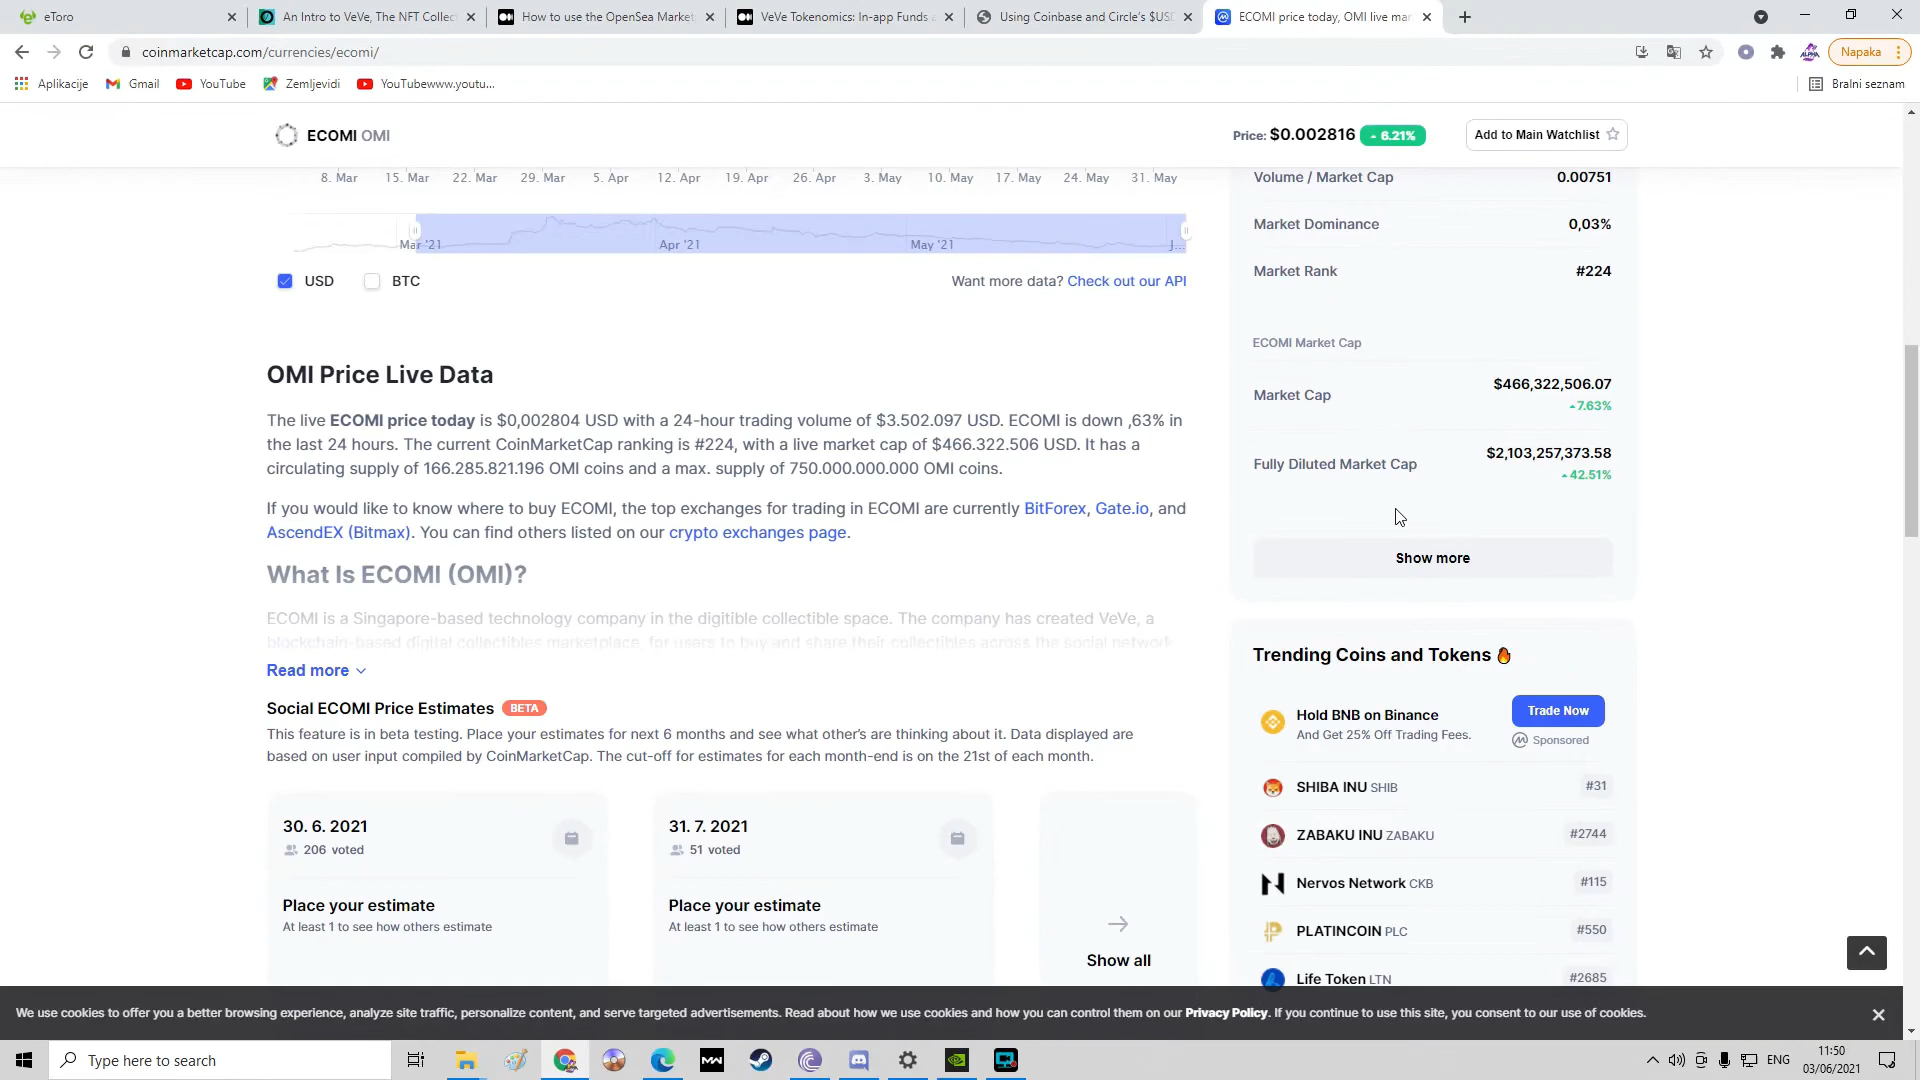 eToro
An Intro to VeVe, The NFT Collec
How to use the OpenSea Market
VeVe Tokenomics: In-app Funds a
Using Coinbase and Circle's $USD
ECOMI price today, OMI live mar
coinmarketcap.com/currencies/ecomi/
Napaka
Aplikacije
Gmail
YouTube
Zemljevidi
YouTubewww.youtu...
Bralni seznam
ECOMI OMI
Price: $0.002816 6.21%
Add to Main Watchlist
8. Mar 15. Mar 22. Mar 29. Mar 5. Apr 12. Apr 19. Apr 26. Apr 3. May 10. May 17. May 24. May 31. May
Mar '21 Apr '21 May '21 J...
USD BTC
Want more data? Check out our API
Volume / Market Cap 0.00751
Market Dominance 0,03%
Market Rank #224
ECOMI Market Cap
Market Cap $466,322,506.07
7.63%
Fully Diluted Market Cap $2,103,257,373.58
42.51%
Show more
OMI Price Live Data
The live ECOMI price today is $0,002804 USD with a 24-hour trading volume of $3.502.097 USD. ECOMI is down ,63% in
the last 24 hours. The current CoinMarketCap ranking is #224, with a live market cap of $466.322.506 USD. It has a
circulating supply of 166.285.821.196 OMI coins and a max. supply of 750.000.000.000 OMI coins.
If you would like to know where to buy ECOMI, the top exchanges for trading in ECOMI are currently BitForex, Gate.io, and
AscendEX (Bitmax). You can find others listed on our crypto exchanges page.
What Is ECOMI (OMI)?
ECOMI is a Singapore-based technology company in the digitible collectible space. The company has created VeVe, a
blockchain-based digital collectibles marketplace, for users to buy and share their collectibles across the social network
Read more
Social ECOMI Price Estimates BETA
This feature is in beta testing. Place your estimates for next 6 months and see what other's are thinking about it. Data displayed are
based on user input compiled by CoinMarketCap. The cut-off for estimates for each month-end is on the 21st of each month.
30. 6. 2021
206 voted
Place your estimate
At least 1 to see how others estimate
31. 7. 2021
51 voted
Place your estimate
At least 1 to see how others estimate
Show all
Trending Coins and Tokens
Hold BNB on Binance
And Get 25% Off Trading Fees.
Trade Now
Sponsored
SHIBA INU SHIB #31
ZABAKU INU ZABAKU #2744
Nervos Network CKB #115
PLATINCOIN PLC #550
Life Token LTN #2685
We use cookies to offer you a better browsing experience, analyze site traffic, personalize content, and serve targeted advertisements. Read about how we use cookies and how you can control them on our Privacy Policy. If you continue to use this site, you consent to our use of cookies.
Type here to search
ENG
11:50
03/06/2021